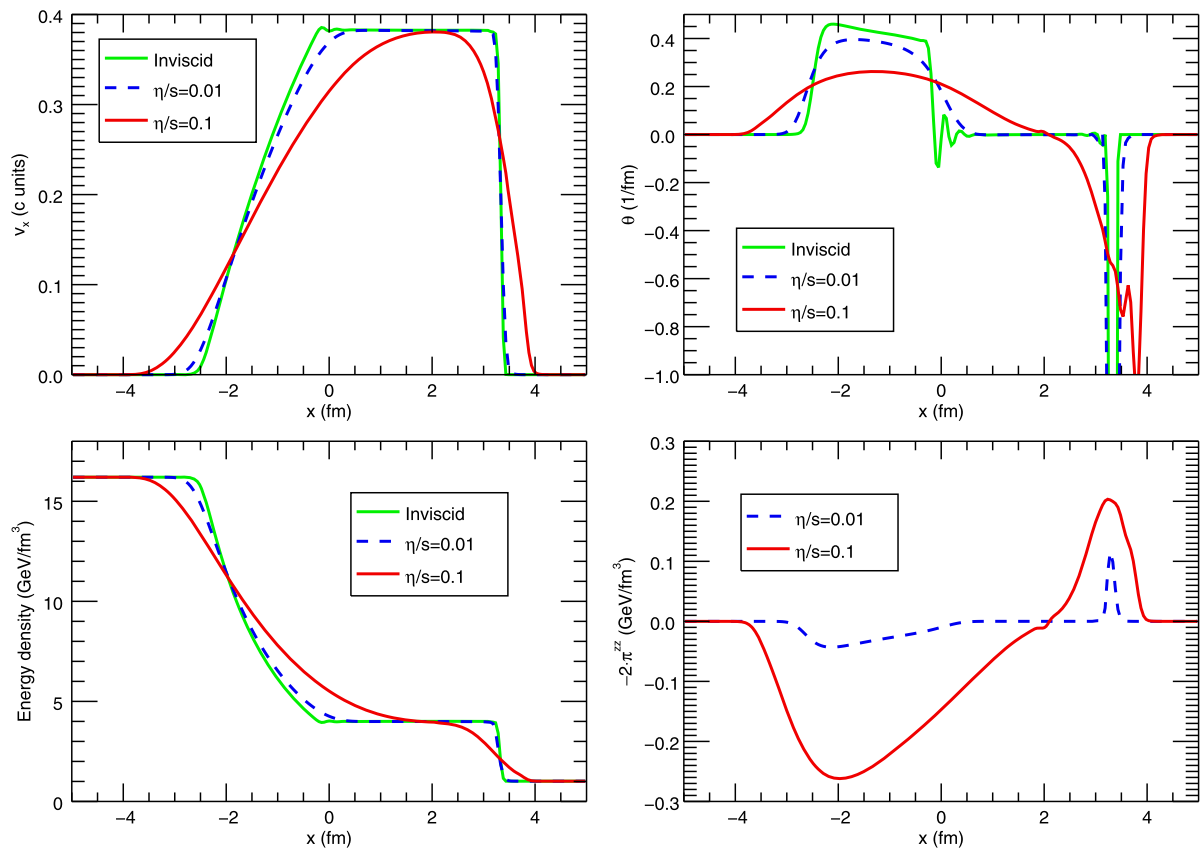 0.4
0.3
0.2
0.1
0.0
v_x (c units)
Inviscid
η/s=0.01
η/s=0.1
−4 −2 0 2 4
x (fm)
0.4
0.2
0.0
−0.2
−0.4
−0.6
−0.8
−1.0
θ (1/fm)
Inviscid
η/s=0.01
η/s=0.1
−4 −2 0 2 4
x (fm)
15
10
5
0
Energy density (GeV/fm³)
Inviscid
η/s=0.01
η/s=0.1
−4 −2 0 2 4
x (fm)
0.3
0.2
0.1
0.0
−0.1
−0.2
−0.3
−2·π^zz (GeV/fm³)
η/s=0.01
η/s=0.1
−4 −2 0 2 4
x (fm)